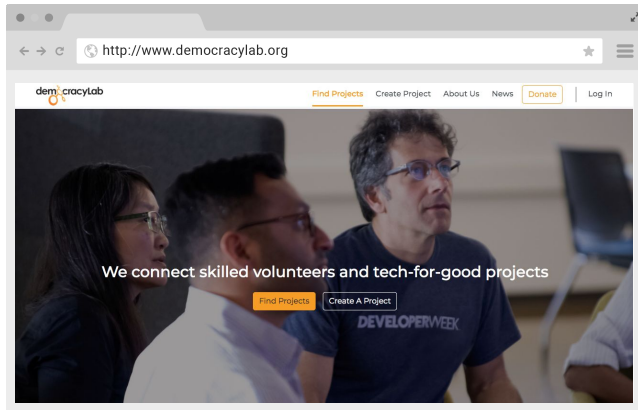 http://www.democracylab.org
democracyLab
Find Projects Create Project About Us News Donate Log In
We connect skilled volunteers and tech-for-good projects
Find Projects Create A Project
DEVELOPERWEEK